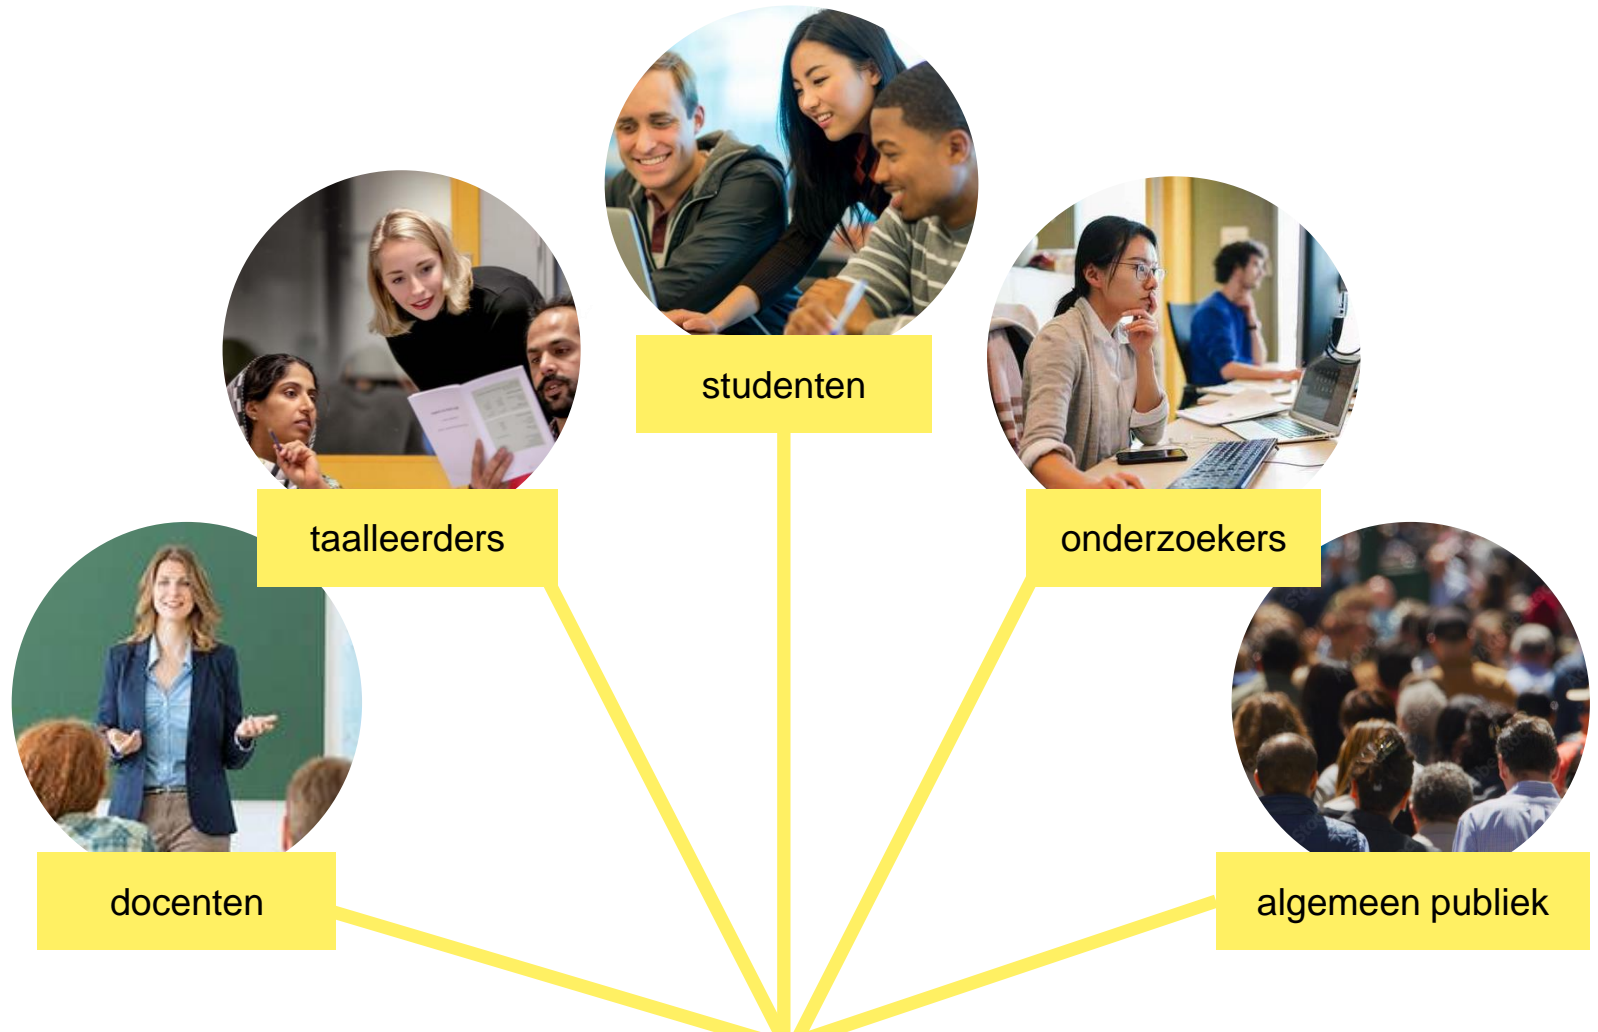 studenten
taalleerders
onderzoekers
docenten
algemeen publiek